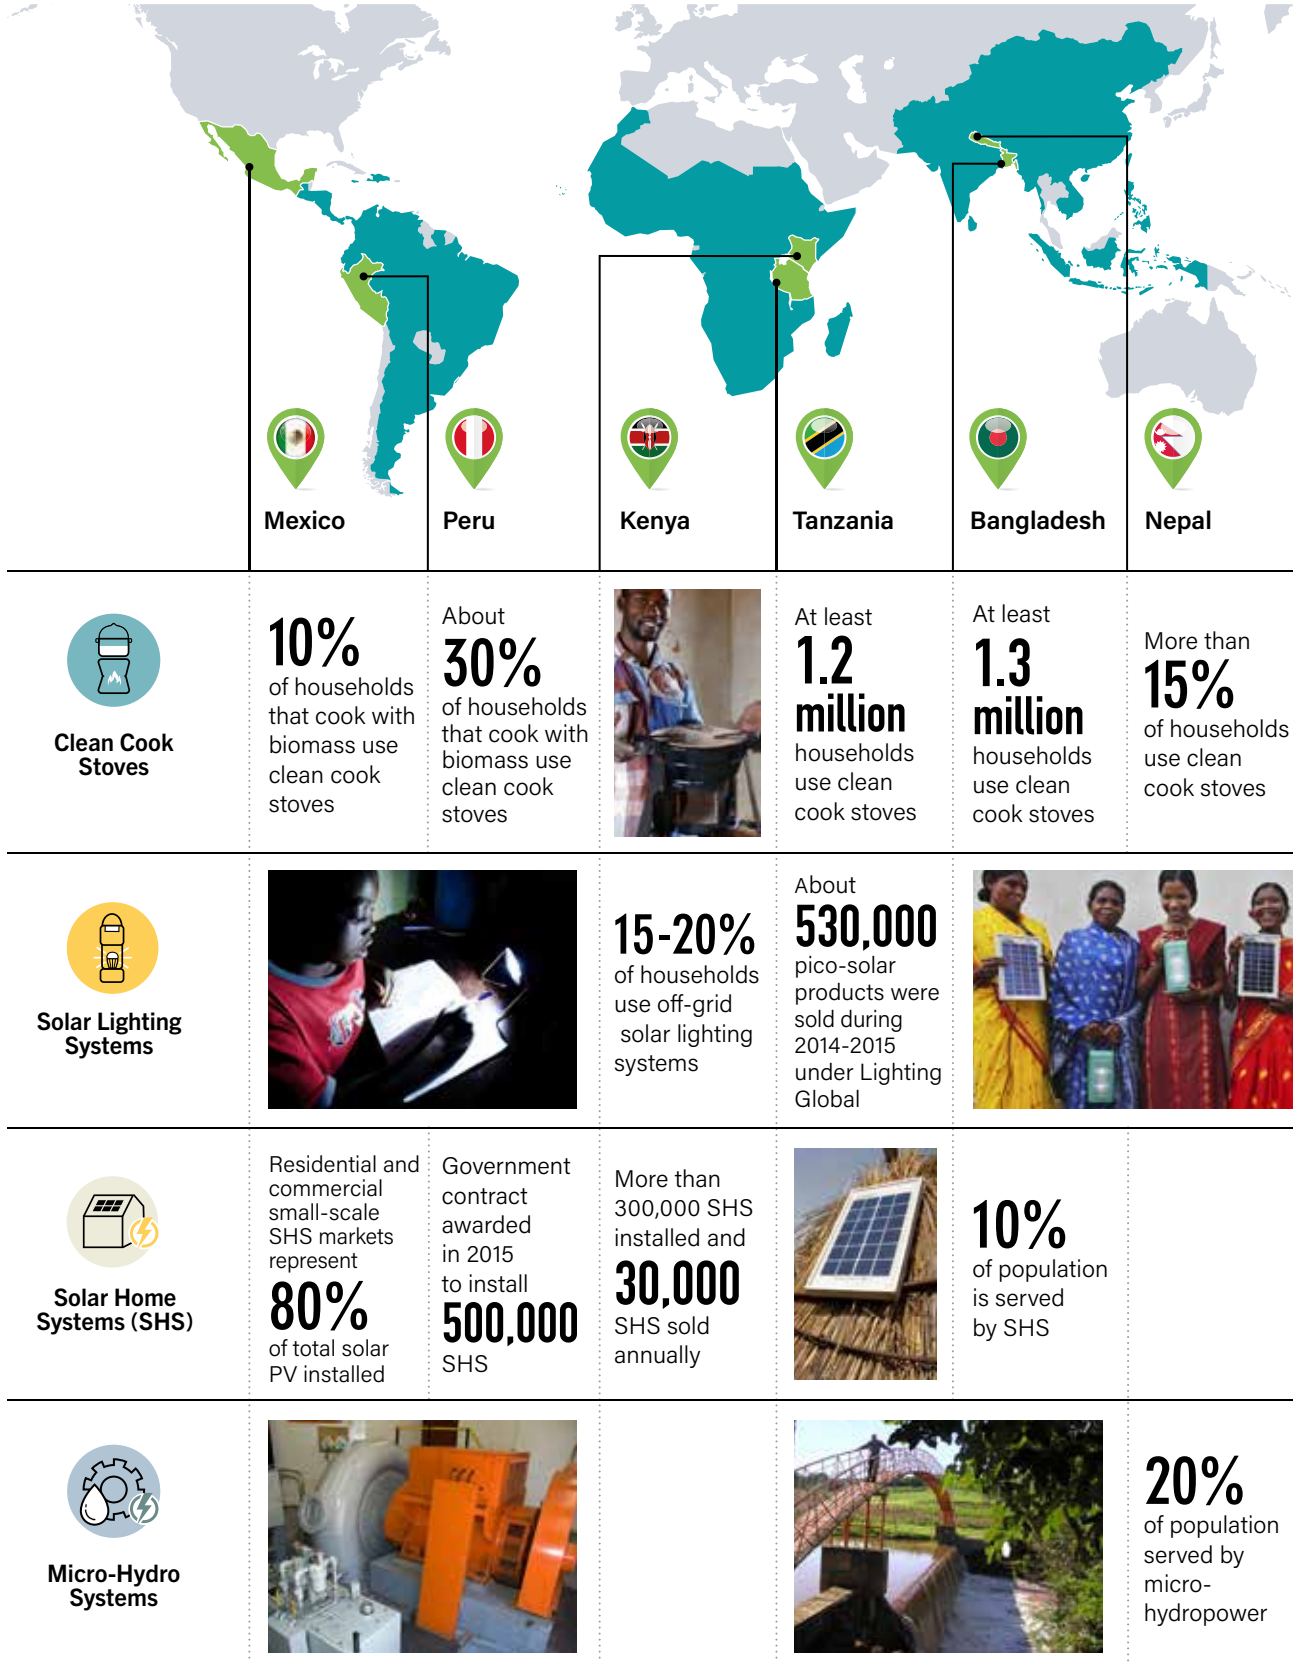 Mexico
Peru
Kenya
Tanzania
Bangladesh
Nepal
Clean Cook
Stoves
10%
of households
that cook with
biomass use
clean cook
stoves
About
30%
of households
that cook with
biomass use
clean cook
stoves
At least
1.2
million
households
use clean
cook stoves
At least
1.3
million
households
use clean
cook stoves
More than
15%
of households
use clean
cook stoves
Solar Lighting
Systems
15-20%
of households
use off-grid
solar lighting
systems
About
530,000
pico-solar
products were
sold during
2014-2015
under Lighting
Global
Solar Home
Systems (SHS)
Residential and
commercial
small-scale
SHS markets
represent
80%
of total solar
PV installed
Government
contract
awarded
in 2015
to install
500,000
SHS
More than
300,000 SHS
installed and
30,000
SHS sold
annually
10%
of population
is served
by SHS
Micro-Hydro
Systems
20%
of population
served by
micro-
hydropower